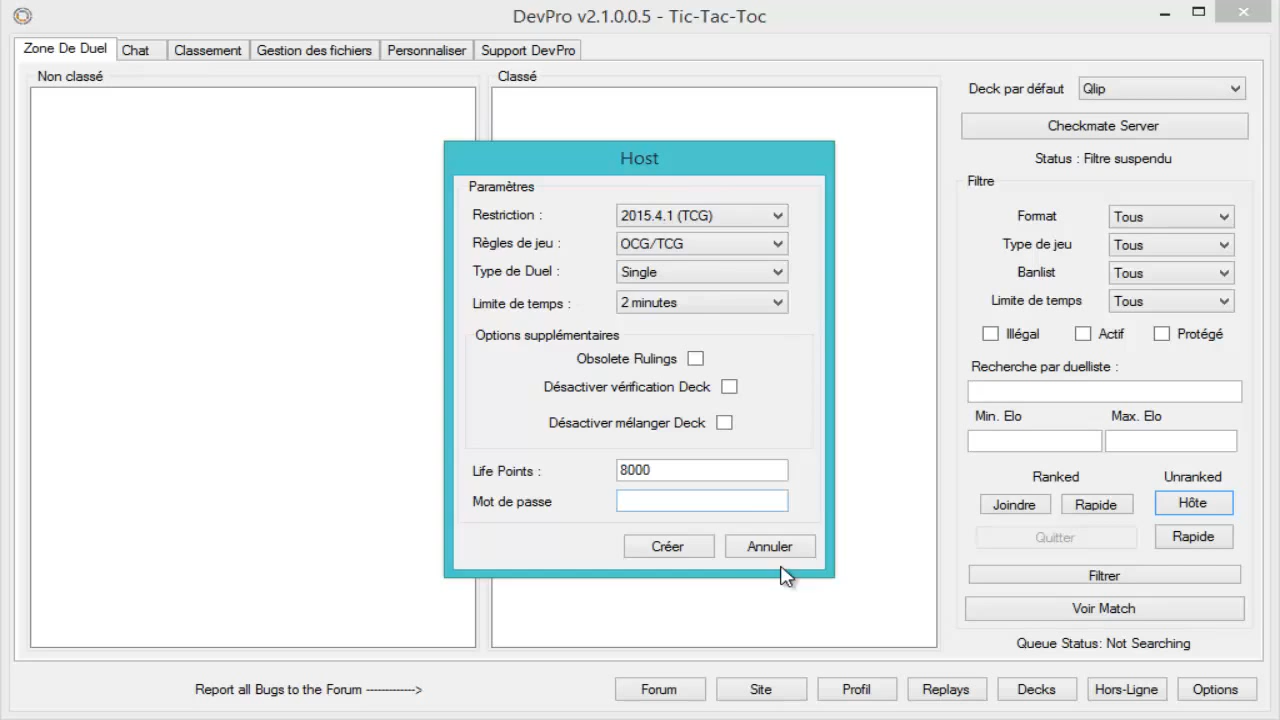 DevPro v2.1.0.0.5 - Tic-Tac-Toc
Zone De Duel
Chat
Classement
Gestion des fichiers
Personnaliser
Support DevPro
Non classé
Classé
Deck par défaut
Qlip
Checkmate Server
Status : Filtre suspendu
Filtre
Format
Tous
Type de jeu
Tous
Banlist
Tous
Limite de temps
Tous
Illégal
Actif
Protégé
Recherche par duelliste :
Min. Elo
Max. Elo
Ranked
Unranked
Joindre
Rapide
Hôte
Quitter
Rapide
Filtrer
Voir Match
Queue Status: Not Searching
Host
Paramètres
Restriction :
2015.4.1 (TCG)
Règles de jeu :
OCG/TCG
Type de Duel :
Single
Limite de temps :
2 minutes
Options supplémentaires
Obsolete Rulings
Désactiver vérification Deck
Désactiver mélanger Deck
Life Points :
8000
Mot de passe
Créer
Annuler
Report all Bugs to the Forum ------------->
Forum
Site
Profil
Replays
Decks
Hors-Ligne
Options